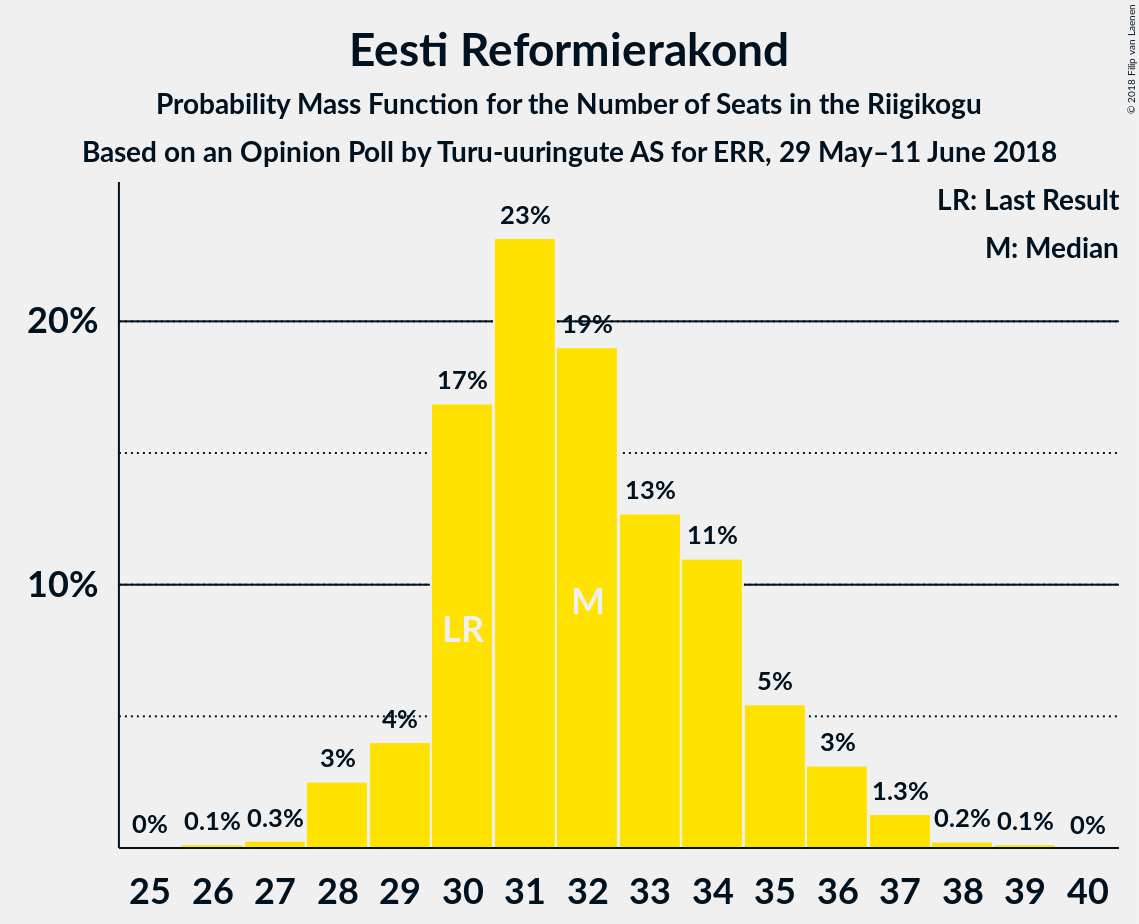 Eesti Reformierakond
Probability Mass Function for the Number of Seats in the Riigikogu
Based on an Opinion Poll by Turu-uuringute AS for ERR, 29 May–11 June 2018
© 2018 Filip van Laenen
LR: Last Result
M: Median
20%
10%
0% 0.1% 0.3% 3% 4% 17% 23% 19% 13% 11% 5% 3% 1.3% 0.2% 0.1% 0%
LR M
25 26 27 28 29 30 31 32 33 34 35 36 37 38 39 40